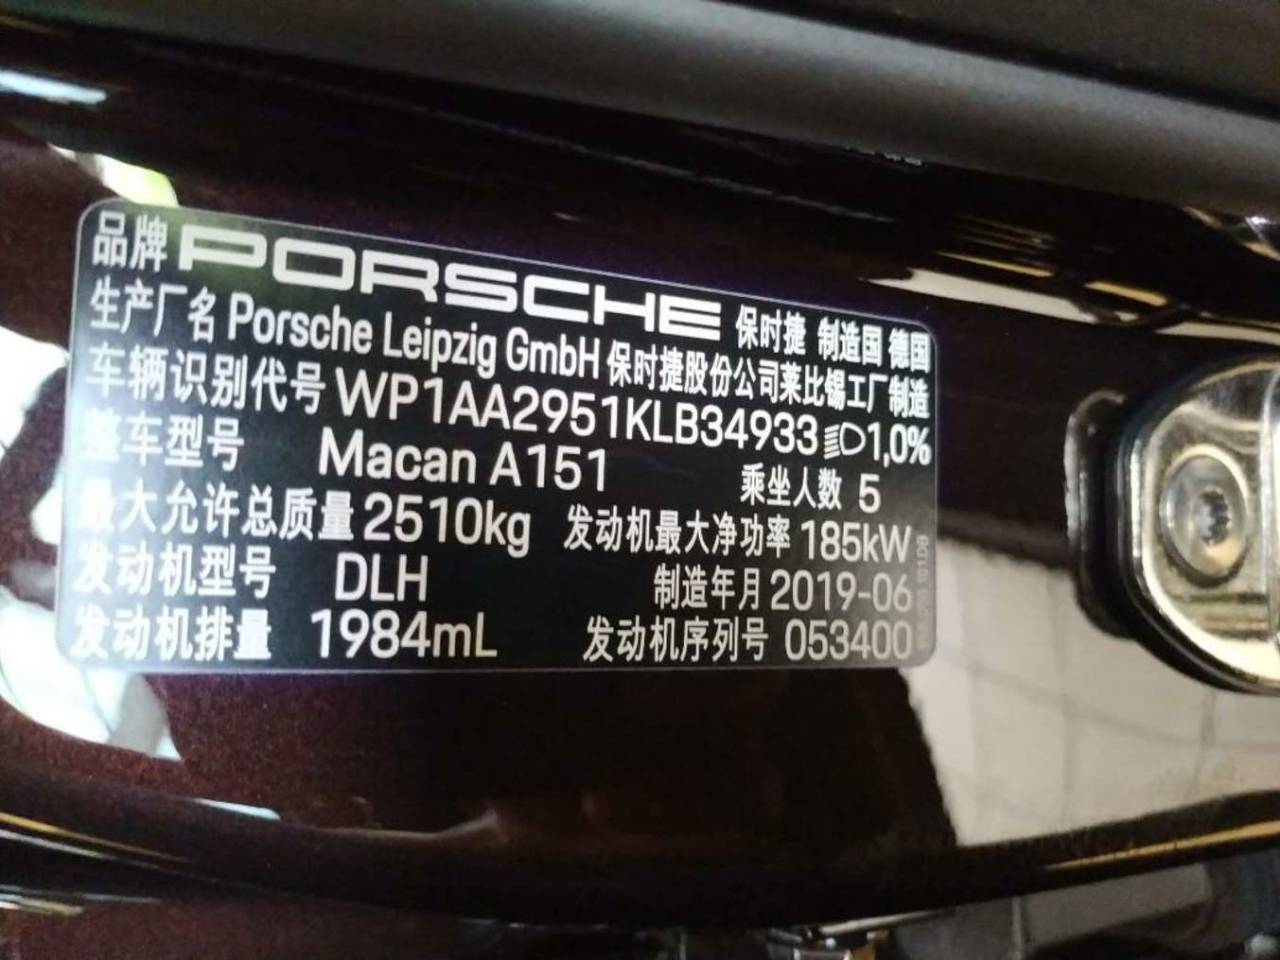 品牌 PORSCHE 保时捷 制造国 德国
生产厂名 Porsche Leipzig GmbH 保时捷股份公司莱比锡工厂制造
车辆识别代号 WP1AA2951KLB34933 1,0%
整车型号 Macan A151 乘坐人数 5
最大允许总质量 2510kg 发动机最大净功率 185kW
发动机型号 DLH 制造年月 2019-06
发动机排量 1984mL 发动机序列号 053400